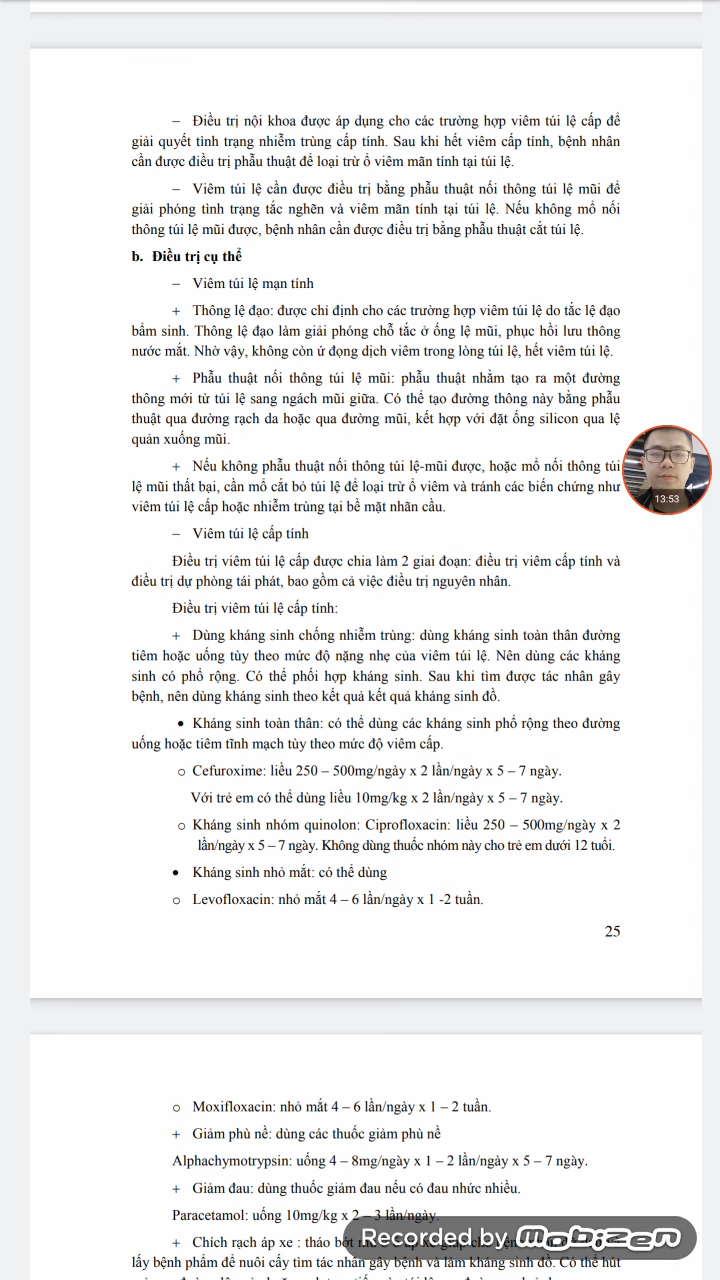 − Điều trị nội khoa được áp dụng cho các trường hợp viêm túi lệ cấp để
giải quyết tình trạng nhiễm trùng cấp tính. Sau khi hết viêm cấp tính, bệnh nhân
cần được điều trị phẫu thuật để loại trừ ổ viêm mãn tính tại túi lệ.
− Viêm túi lệ cần được điều trị bằng phẫu thuật nối thông túi lệ mũi để
giải phóng tình trạng tắc nghẽn và viêm mãn tính tại túi lệ. Nếu không mổ nối
thông túi lệ mũi được, bệnh nhân cần được điều trị bằng phẫu thuật cắt túi lệ.
b. Điều trị cụ thể
− Viêm túi lệ mạn tính
+ Thông lệ đạo: được chỉ định cho các trường hợp viêm túi lệ do tắc lệ đạo
bẩm sinh. Thông lệ đạo làm giải phóng chỗ tắc ở ống lệ mũi, phục hồi lưu thông
nước mắt. Nhờ vậy, không còn ứ đọng dịch viêm trong lòng túi lệ, hết viêm túi lệ.
+ Phẫu thuật nối thông túi lệ mũi: phẫu thuật nhằm tạo ra một đường
thông mới từ túi lệ sang ngách mũi giữa. Có thể tạo đường thông này bằng phẫu
thuật qua đường rạch da hoặc qua đường mũi, kết hợp với đặt ống silicon qua lệ
quản xuống mũi.
+ Nếu không phẫu thuật nối thông túi lệ-mũi được, hoặc mổ nối thông túi
lệ mũi thất bại, cần mổ cắt bỏ túi lệ để loại trừ ổ viêm và tránh các biến chứng như
viêm túi lệ cấp hoặc nhiễm trùng tại bề mặt nhãn cầu.
13:53
− Viêm túi lệ cấp tính
Điều trị viêm túi lệ cấp được chia làm 2 giai đoạn: điều trị viêm cấp tính và
điều trị dự phòng tái phát, bao gồm cả việc điều trị nguyên nhân.
Điều trị viêm túi lệ cấp tính:
+ Dùng kháng sinh chống nhiễm trùng: dùng kháng sinh toàn thân đường
tiêm hoặc uống tùy theo mức độ nặng nhẹ của viêm túi lệ. Nên dùng các kháng
sinh có phổ rộng. Có thể phối hợp kháng sinh. Sau khi tìm được tác nhân gây
bệnh, nên dùng kháng sinh theo kết quả kết quả kháng sinh đồ.
• Kháng sinh toàn thân: có thể dùng các kháng sinh phổ rộng theo đường
uống hoặc tiêm tĩnh mạch tùy theo mức độ viêm cấp.
o Cefuroxime: liều 250 – 500mg/ngày x 2 lần/ngày x 5 – 7 ngày.
Với trẻ em có thể dùng liều 10mg/kg x 2 lần/ngày x 5 – 7 ngày.
o Kháng sinh nhóm quinolon: Ciprofloxacin: liều 250 – 500mg/ngày x 2
lần/ngày x 5 – 7 ngày. Không dùng thuốc nhóm này cho trẻ em dưới 12 tuổi.
• Kháng sinh nhỏ mắt: có thể dùng
o Levofloxacin: nhỏ mắt 4 – 6 lần/ngày x 1 -2 tuần.
25
o Moxifloxacin: nhỏ mắt 4 – 6 lần/ngày x 1 – 2 tuần.
+ Giảm phù nề: dùng các thuốc giảm phù nề
Alphachymotrypsin: uống 4 – 8mg/ngày x 1 – 2 lần/ngày x 5 – 7 ngày.
+ Giảm đau: dùng thuốc giảm đau nếu có đau nhức nhiều.
Paracetamol: uống 10mg/kg x 2 – 3 lần/ngày.
Recorded by Mobizen
+ Chích rạch áp xe : tháo bớt
lấy bệnh phẩm để nuôi cấy tìm tác nhân gây bệnh và làm kháng sinh đồ. Có thể hút